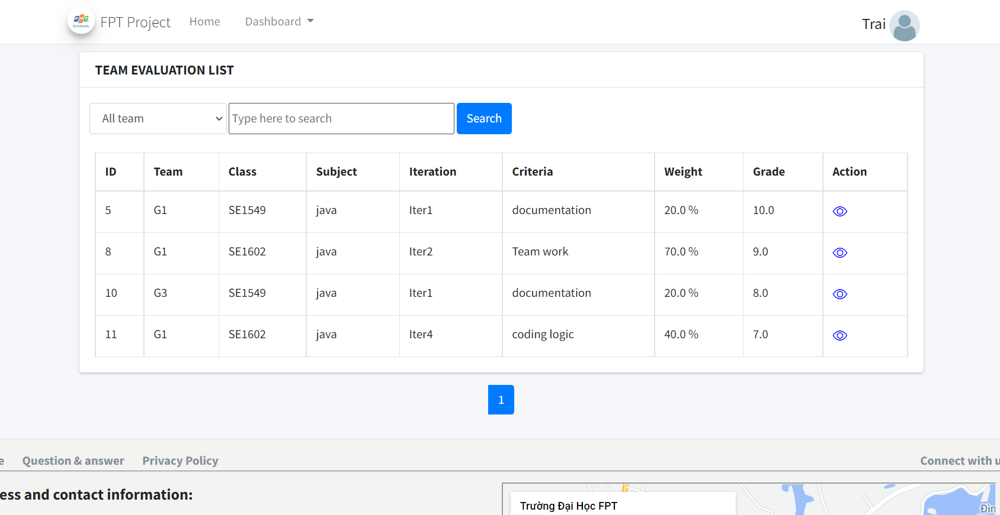 FPT
Fpt University
FPT Project
Home
Dashboard
Trai
TEAM EVALUATION LIST
All team
Type here to search
Search
ID Team Class Subject Iteration Criteria Weight Grade Action
5 G1 SE1549 java Iter1 documentation 20.0 % 10.0
8 G1 SE1602 java Iter2 Team work 70.0 % 9.0
10 G3 SE1549 java Iter1 documentation 20.0 % 8.0
11 G1 SE1602 java Iter4 coding logic 40.0 % 7.0
1
e Question & answer Privacy Policy Connect with u
ess and contact information:
Trường Đại Học FPT